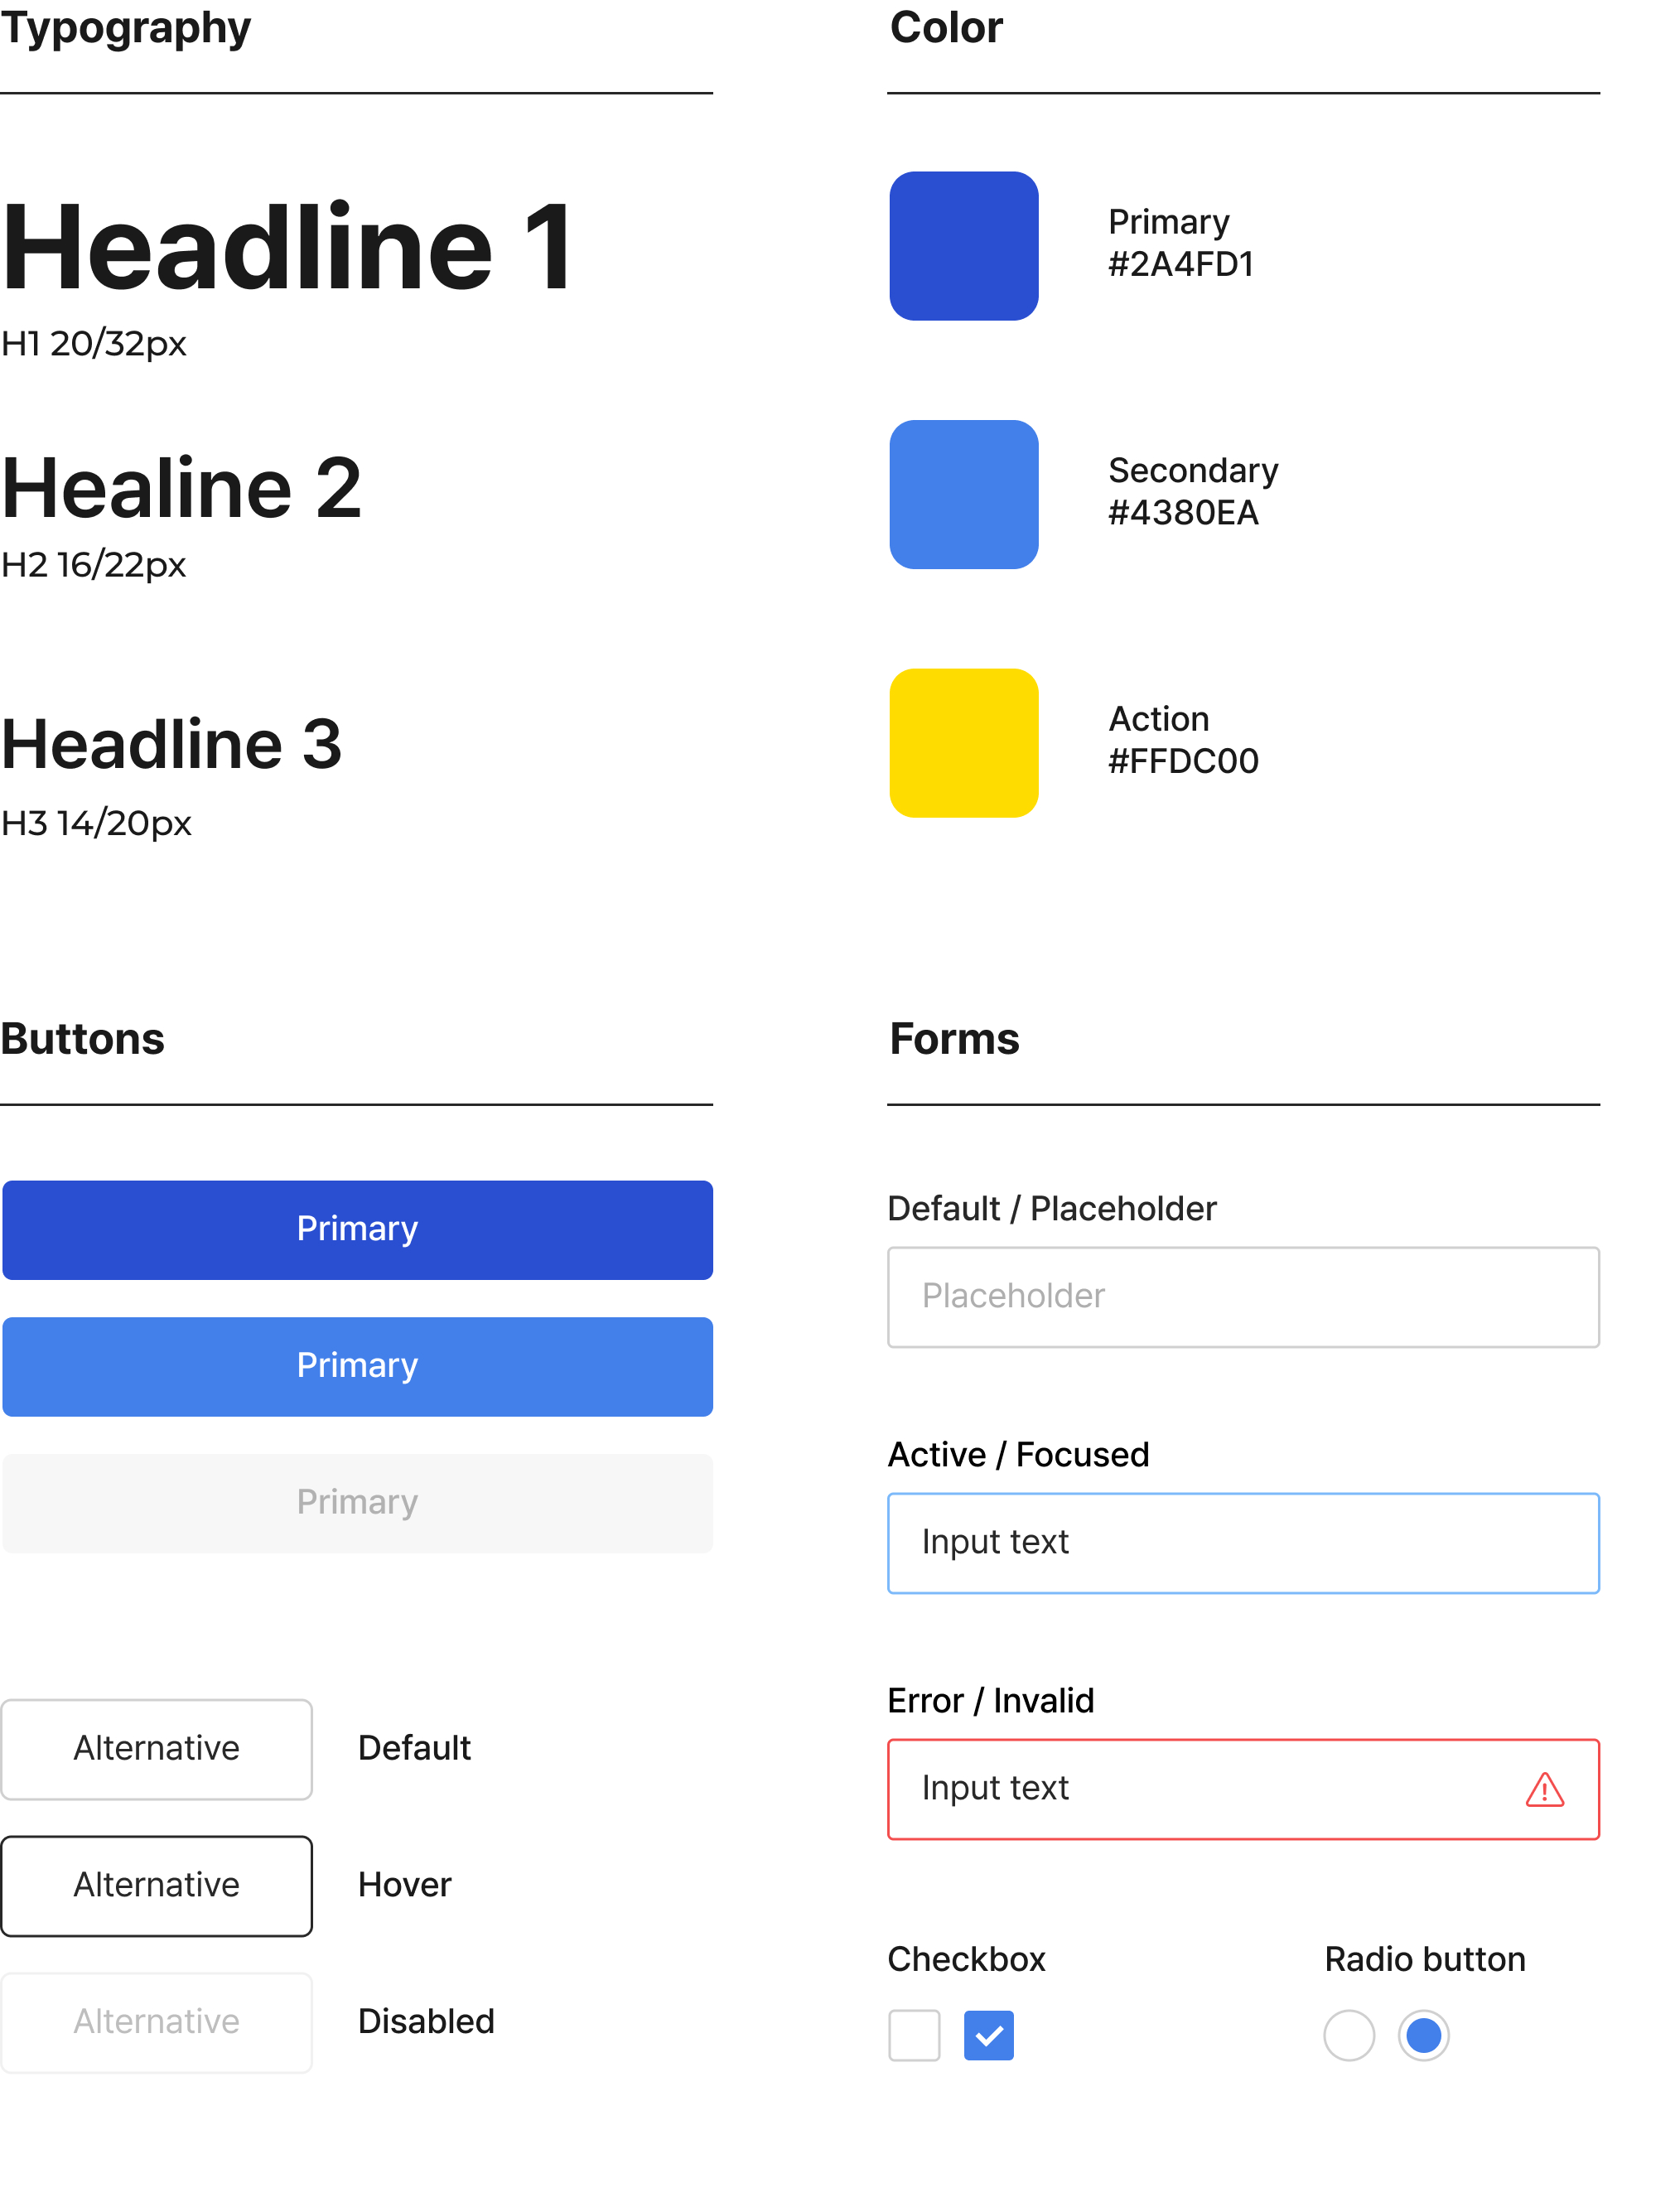 Typography
Headline 1
H1 20/32px
Healine 2
H2 16/22px
Headline 3
H3 14/20px
Color
Primary
#2A4FD1
Secondary
#4380EA
Action
#FFDC00
Buttons
Primary
Primary
Primary
Alternative
Default
Alternative
Hover
Alternative
Disabled
Forms
Default / Placeholder
Placeholder
Active / Focused
Input text
Error / Invalid
Input text
Checkbox
Radio button